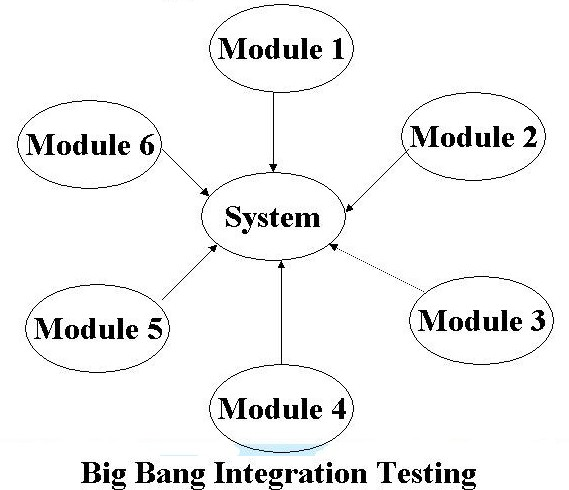 Module 1
Module 6
Module 2
System
Module 5
Module 3
Module 4
Big Bang Integration Testing